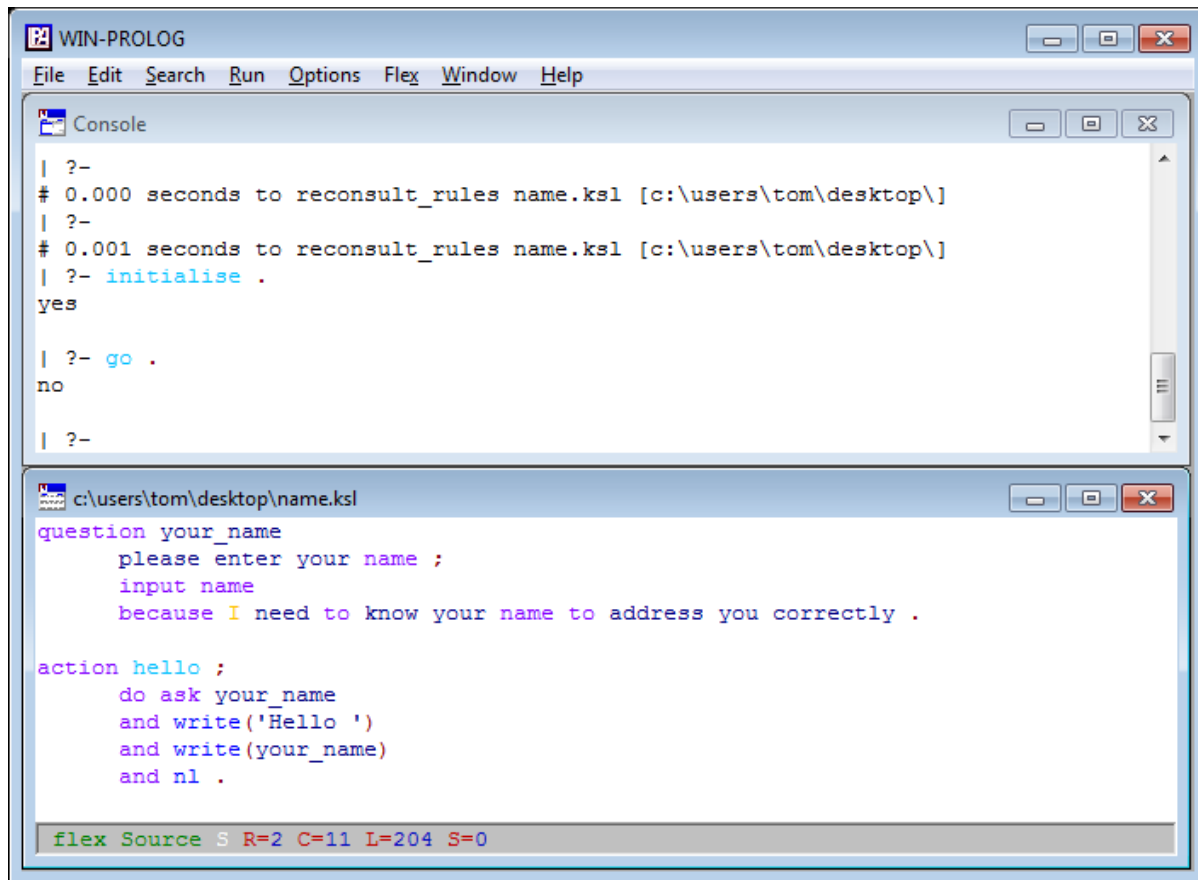 WIN-PROLOG
File Edit Search Run Options Flex Window Help
Console
| ?-
# 0.000 seconds to reconsult_rules name.ksl [c:\users\tom\desktop\]
| ?-
# 0.001 seconds to reconsult_rules name.ksl [c:\users\tom\desktop\]
| ?- initialise .
yes
| ?- go .
no
| ?-
c:\users\tom\desktop\name.ksl
question your_name
please enter your name ;
input name
because I need to know your name to address you correctly .
action hello ;
do ask your_name
and write('Hello ')
and write(your_name)
and nl .
flex Source S R=2 C=11 L=204 S=0